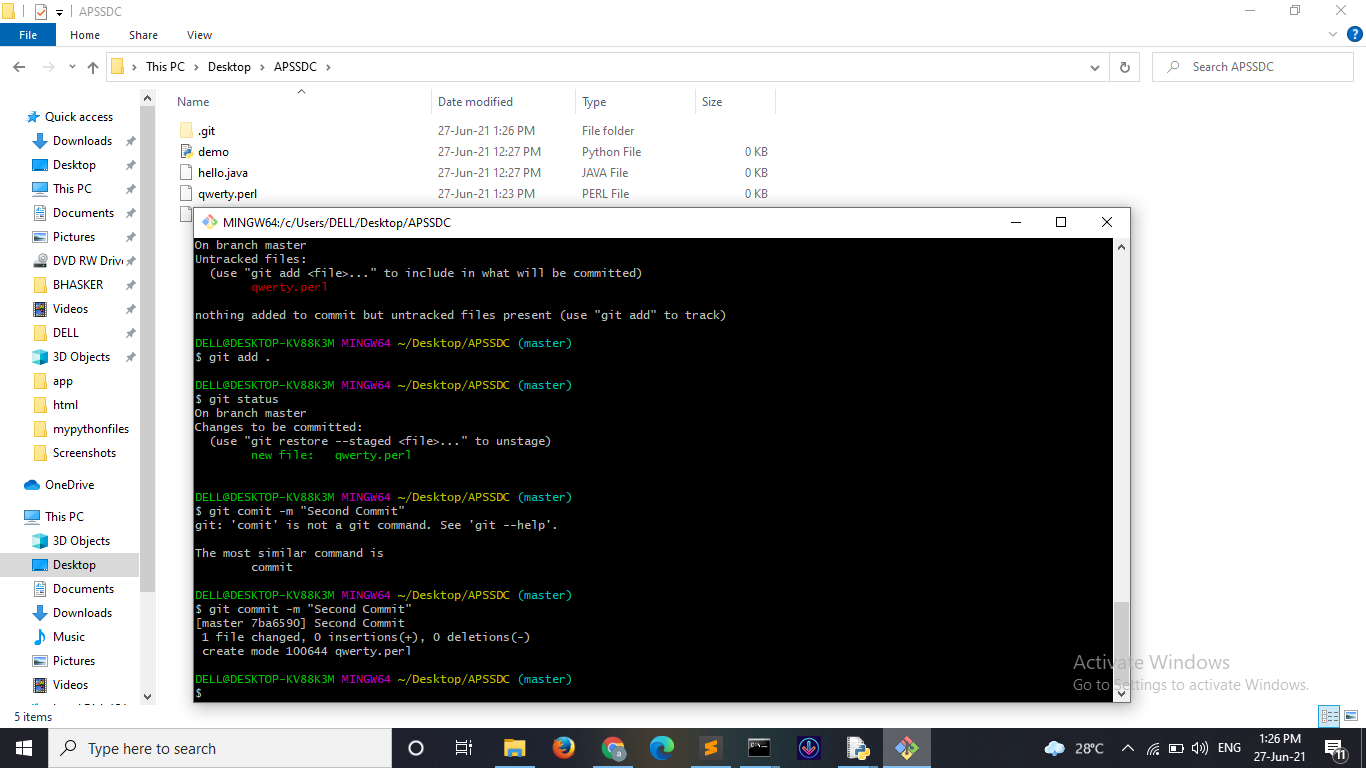 APSSDC
File Home Share View
This PC Desktop APSSDC Search APSSDC
Name Date modified Type Size
.git 27-Jun-21 1:26 PM File folder
demo 27-Jun-21 12:27 PM Python File 0 KB
hello.java 27-Jun-21 12:27 PM JAVA File 0 KB
qwerty.perl 27-Jun-21 1:23 PM PERL File 0 KB
Quick access
Downloads
Desktop
This PC
Documents
Pictures
DVD RW Driv
BHASKER
Videos
DELL
3D Objects
app
html
mypythonfiles
Screenshots
OneDrive
This PC
3D Objects
Desktop
Documents
Downloads
Music
Pictures
Videos
5 items
MINGW64:/c/Users/DELL/Desktop/APSSDC
On branch master
Untracked files:
(use "git add <file>..." to include in what will be committed)
qwerty.perl
nothing added to commit but untracked files present (use "git add" to track)
DELL@DESKTOP-KV88K3M MINGW64 ~/Desktop/APSSDC (master)
$ git add .
DELL@DESKTOP-KV88K3M MINGW64 ~/Desktop/APSSDC (master)
$ git status
On branch master
Changes to be committed:
(use "git restore --staged <file>..." to unstage)
new file: qwerty.perl
DELL@DESKTOP-KV88K3M MINGW64 ~/Desktop/APSSDC (master)
$ git comit -m "Second Commit"
git: 'comit' is not a git command. See 'git --help'.
The most similar command is
commit
DELL@DESKTOP-KV88K3M MINGW64 ~/Desktop/APSSDC (master)
$ git commit -m "Second Commit"
[master 7ba6590] Second Commit
1 file changed, 0 insertions(+), 0 deletions(-)
create mode 100644 qwerty.perl
DELL@DESKTOP-KV88K3M MINGW64 ~/Desktop/APSSDC (master)
$
Activate Windows
Go to Settings to activate Windows.
Type here to search
28°C ENG 1:26 PM
27-Jun-21
11